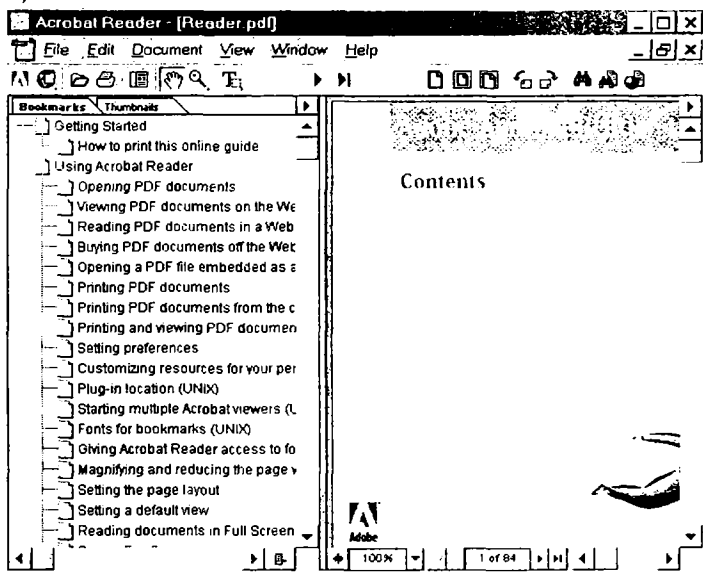 Acrobat Reader - [Reader.pdf]
File Edit Document View Window Help
Bookmarks Thumbnails
Getting Started
How to print this online guide
Using Acrobat Reader
Opening PDF documents
Viewing PDF documents on the We
Reading PDF documents in a Web
Buying PDF documents off the Web
Opening a PDF file embedded as a
Printing PDF documents
Printing PDF documents from the c
Printing and viewing PDF documen
Setting preferences
Customizing resources for your per
Plug-in location (UNIX)
Starting multiple Acrobat viewers (L
Fonts for bookmarks (UNIX)
Giving Acrobat Reader access to fo
Magnifying and reducing the page v
Setting the page layout
Setting a default view
Reading documents in Full Screen
Contents
Adobe
100% 1 of 84